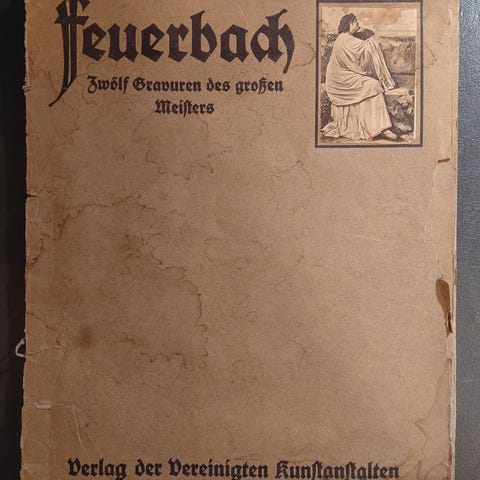 Feuerbach
Zwölf Gravuren des großen
Meisters
Verlag der Vereinigten Kunstanstalten